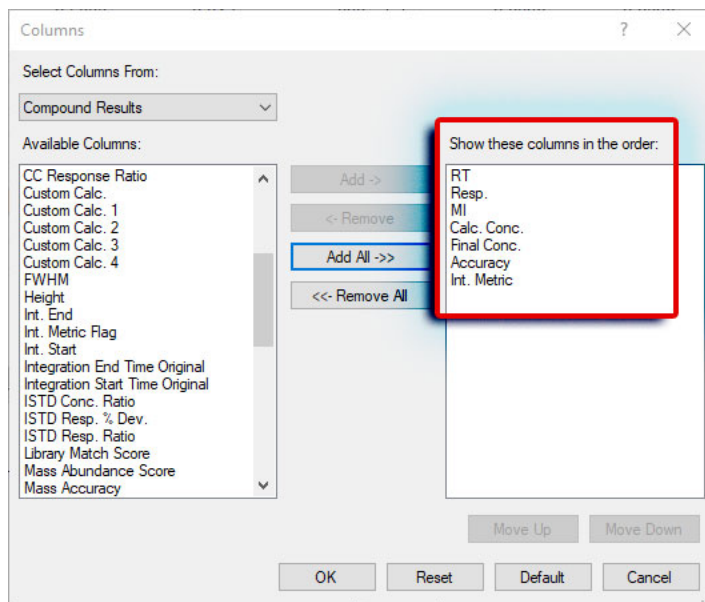 Columns
?
Select Columns From:
Compound Results
Available Columns:
CC Response Ratio
Custom Calc.
Custom Calc. 1
Custom Calc. 2
Custom Calc. 3
Custom Calc. 4
FWHM
Height
Int. End
Int. Metric Flag
Int. Start
Integration End Time Original
Integration Start Time Original
ISTD Conc. Ratio
ISTD Resp. % Dev.
ISTD Resp. Ratio
Library Match Score
Mass Abundance Score
Mass Accuracy
Add ->
<- Remove
Add All ->>
<<- Remove All
Show these columns in the order:
RT
Resp.
MI
Calc. Conc.
Final Conc.
Accuracy
Int. Metric
Move Up
Move Down
OK
Reset
Default
Cancel